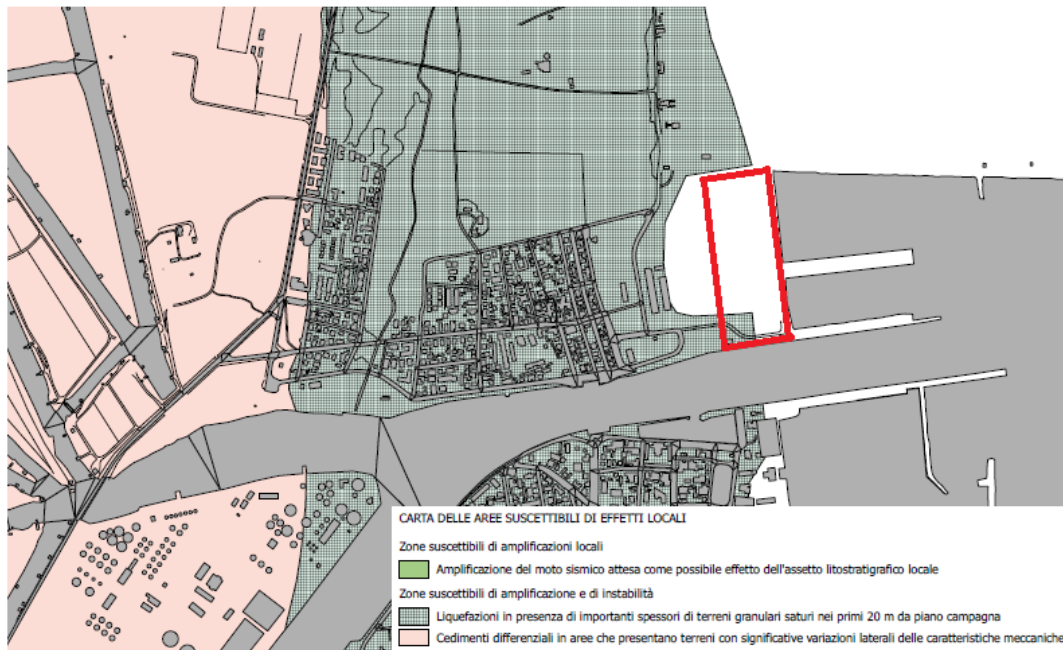 CARTA DELLE AREE SUSCETTIBILI DI EFFETTI LOCALI
Zone suscettibili di amplificazioni locali
Amplificazione del moto sismico attesa come possibile effetto dell'assetto litostratigrafico locale
Zone suscettibili di amplificazione e di instabilità
Liquefazioni in presenza di importanti spessori di terreni granulari saturi nei primi 20 m da piano campagna
Cedimenti differenziali in aree che presentano terreni con significative variazioni laterali delle caratteristiche meccaniche